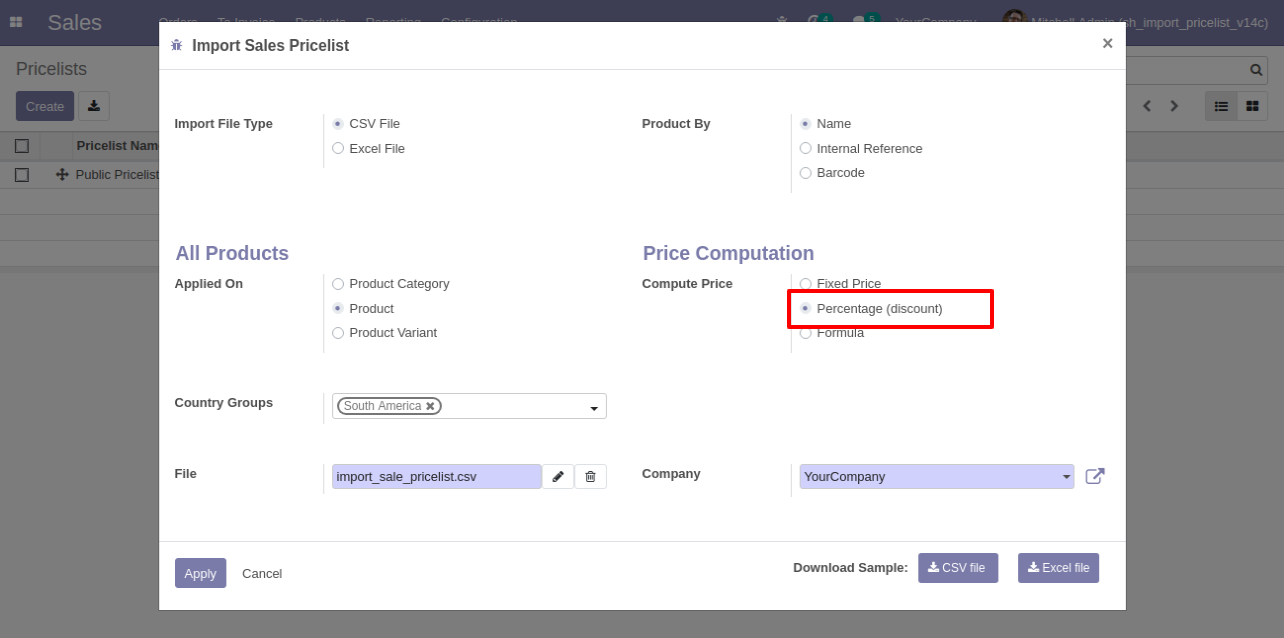 Sales Orders To Invoice Products Reporting Configuration 4 5 YourCompany Mitchell Admin (sh_import_pricelist_v14c)
Import Sales Pricelist ×
Pricelists
Create
Pricelist Nam
Public Pricelist
Import File Type
CSV File
Excel File
Product By
Name
Internal Reference
Barcode
All Products
Applied On
Product Category
Product
Product Variant
Price Computation
Compute Price
Fixed Price
Percentage (discount)
Formula
Country Groups
South America ×
File
import_sale_pricelist.csv
Company
YourCompany
Apply Cancel
Download Sample: CSV file Excel file